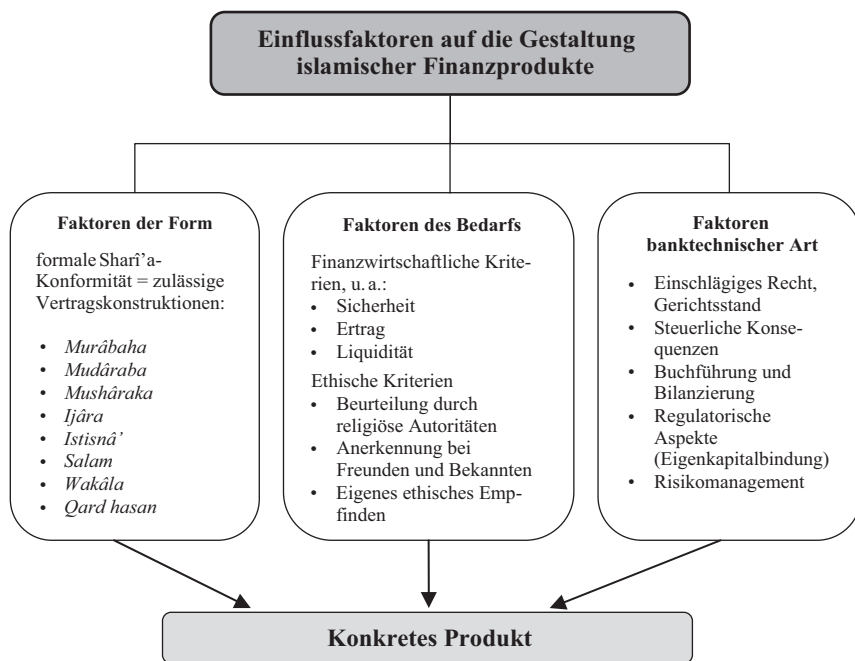 Einflussfaktoren auf die Gestaltung
islamischer Finanzprodukte
Faktoren der Form
formale Sharî’a-
Konformität = zulässige
Vertragskonstruktionen:
• Murâbaha
• Mudâraba
• Mushâraka
• Ijâra
• Istisnâ’
• Salam
• Wakâla
• Qard hasan
Faktoren des Bedarfs
Finanzwirtschaftliche Krite-
rien, u. a.:
• Sicherheit
• Ertrag
• Liquidität
Ethische Kriterien
• Beurteilung durch
religiöse Autoritäten
• Anerkennung bei
Freunden und Bekannten
• Eigenes ethisches Emp-
finden
Faktoren
banktechnischer Art
• Einschlägiges Recht,
Gerichtsstand
• Steuerliche Konse-
quenzen
• Buchführung und
Bilanzierung
• Regulatorische
Aspekte
(Eigenkapitalbindung)
• Risikomanagement
Konkretes Produkt